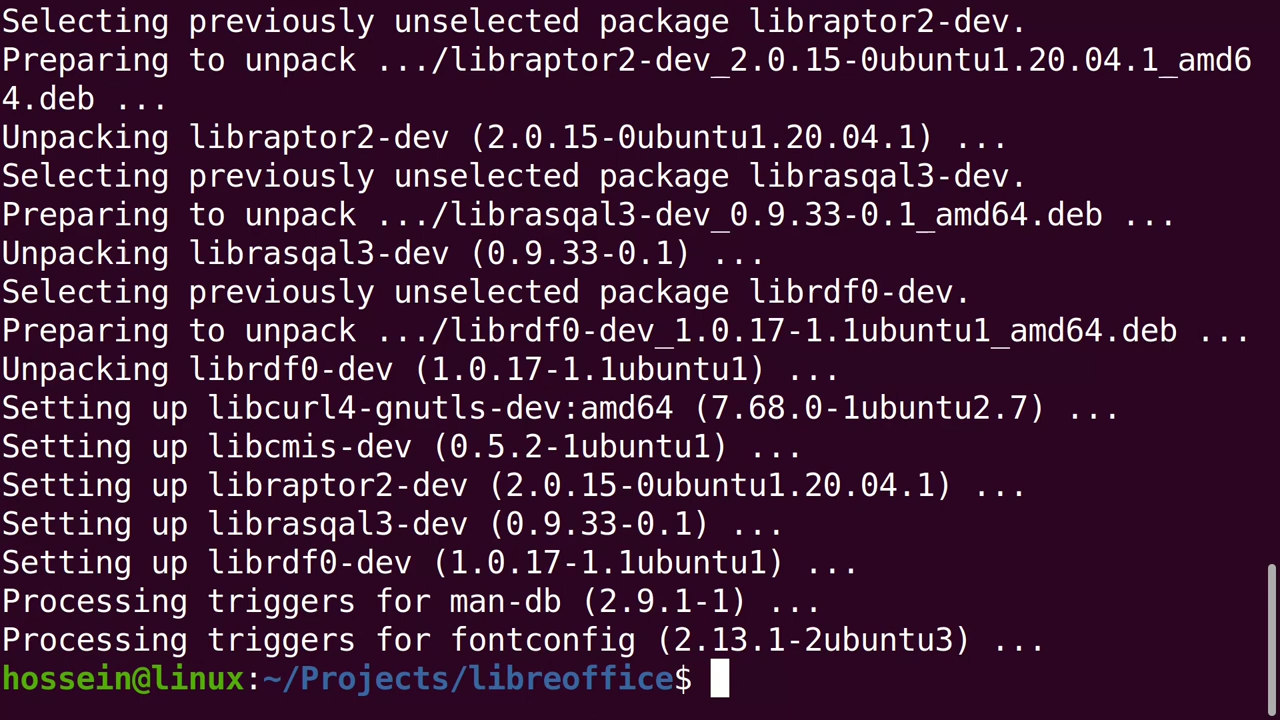 Selecting previously unselected package libraptor2-dev.
Preparing to unpack .../libraptor2-dev_2.0.15-0ubuntu1.20.04.1_amd6
4.deb ...
Unpacking libraptor2-dev (2.0.15-0ubuntu1.20.04.1) ...
Selecting previously unselected package librasqal3-dev.
Preparing to unpack .../librasqal3-dev_0.9.33-0.1_amd64.deb ...
Unpacking librasqal3-dev (0.9.33-0.1) ...
Selecting previously unselected package librdf0-dev.
Preparing to unpack .../librdf0-dev_1.0.17-1.1ubuntu1_amd64.deb ...
Unpacking librdf0-dev (1.0.17-1.1ubuntu1) ...
Setting up libcurl4-gnutls-dev:amd64 (7.68.0-1ubuntu2.7) ...
Setting up libcmis-dev (0.5.2-1ubuntu1) ...
Setting up libraptor2-dev (2.0.15-0ubuntu1.20.04.1) ...
Setting up librasqal3-dev (0.9.33-0.1) ...
Setting up librdf0-dev (1.0.17-1.1ubuntu1) ...
Processing triggers for man-db (2.9.1-1) ...
Processing triggers for fontconfig (2.13.1-2ubuntu3) ...
hossein@linux:~/Projects/libreoffice$